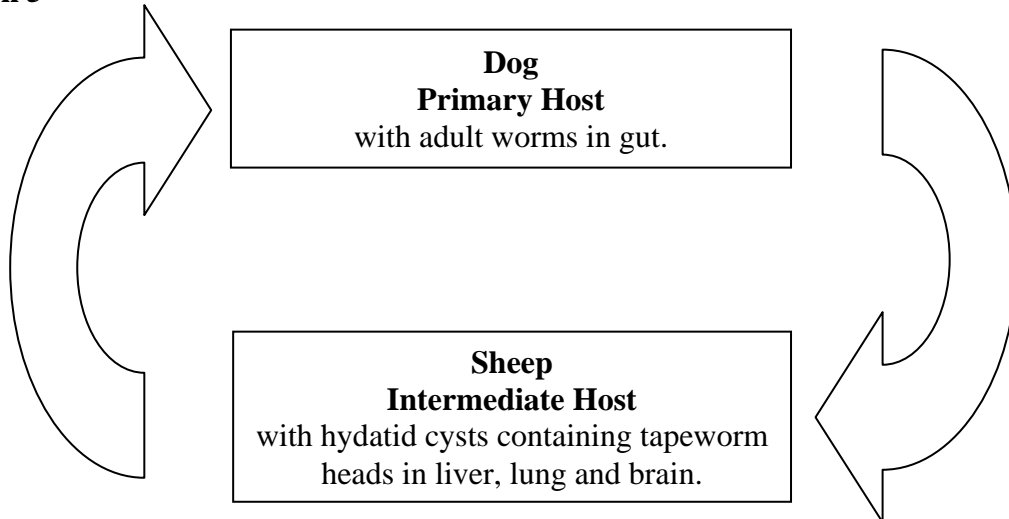 Dog
Primary Host
with adult worms in gut.
Sheep
Intermediate Host
with hydatid cysts containing tapeworm
heads in liver, lung and brain.